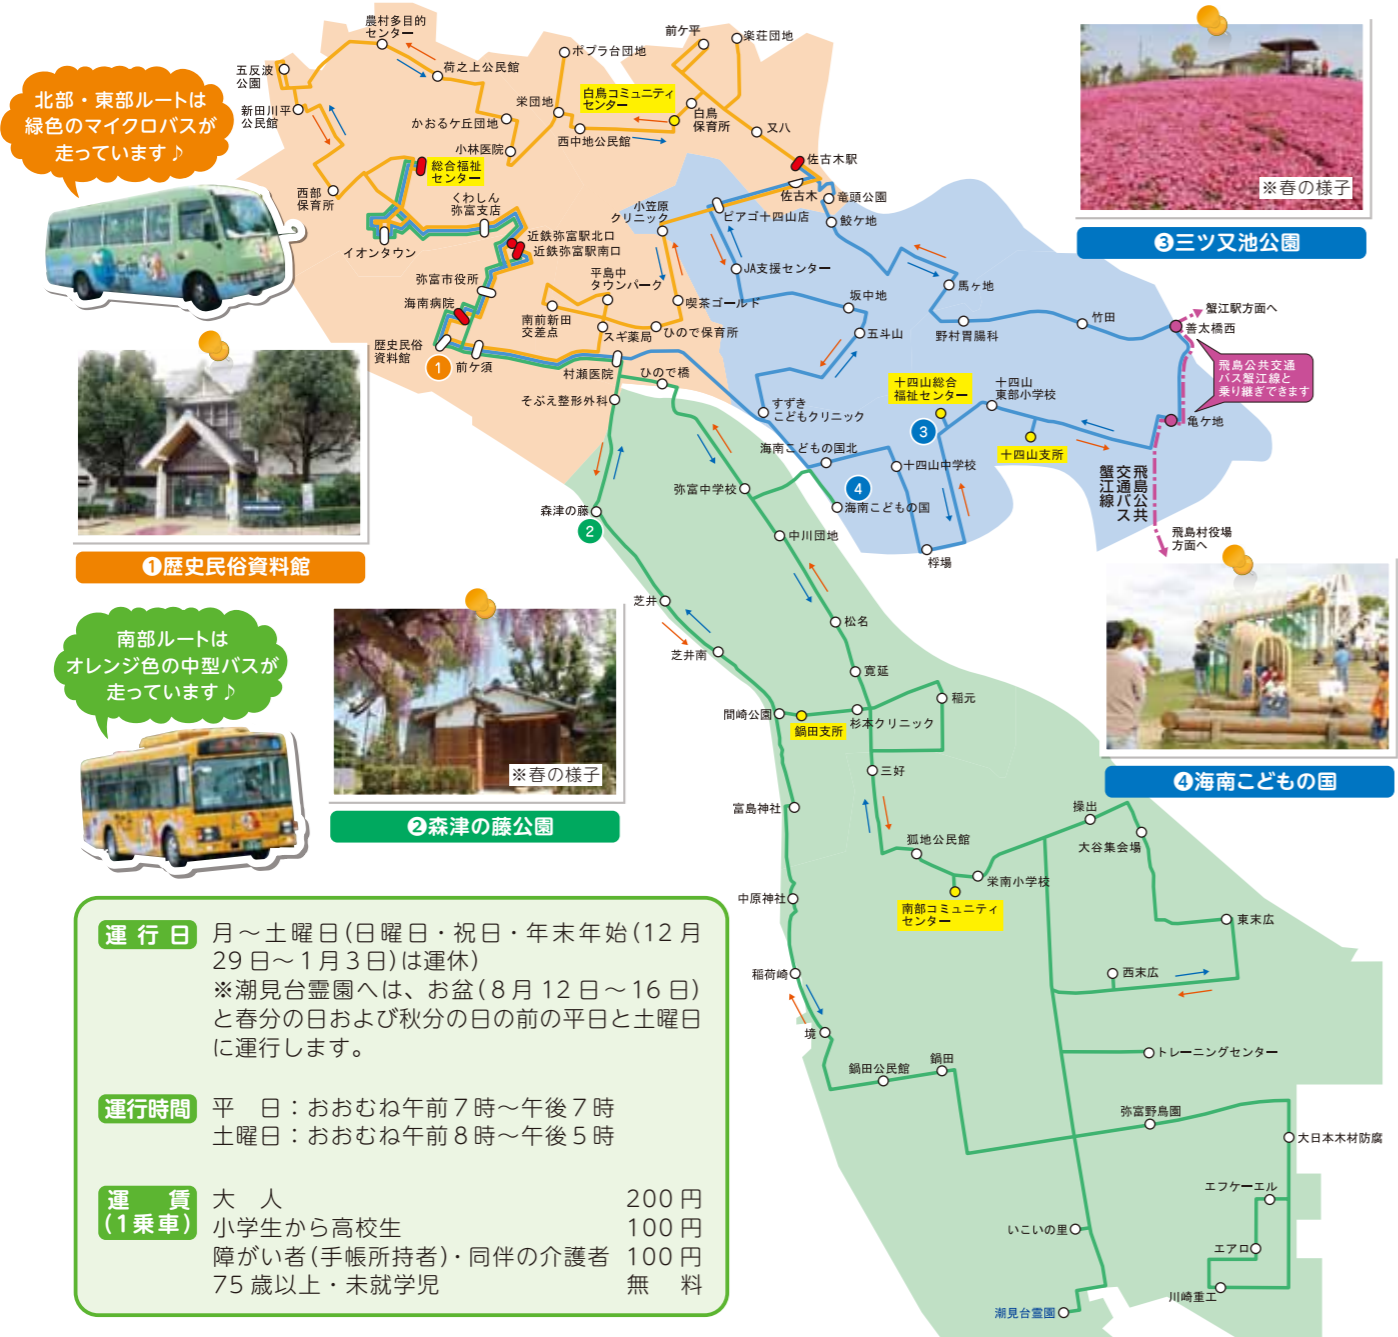 北部・東部ルートは
緑色のマイクロバスが
走っています♪
農村多目的
センター
荷之上公民館
五反波
公園
新田川平
公民館
西部
保育所
かおるケ丘団地
小林医院
栄団地
ポプラ台団地
西中地公民館
白鳥コミュニティ
センター
前ケ平
楽荘団地
白鳥
保育所
又八
佐古木駅
佐古木
竜頭公園
鮫ケ地
総合福祉
センター
くわしん
弥富支店
イオンタウン
近鉄弥富駅北口
近鉄弥富駅南口
弥富市役所
海南病院
歴史民俗
資料館
1
前ケ須
小笠原
クリニック
ピアゴ十四山店
JA支援センター
平島中
タウンパーク
喫茶ゴールド
南前新田
交差点
スギ薬局
ひので保育所
村瀬医院
ひので橋
そぶえ整形外科
坂中地
五斗山
すずき
こどもクリニック
馬ヶ地
野村胃腸科
竹田
善太橋西
蟹江駅方面へ
飛島公共交通
バス蟹江線と
乗り継ぎできます
亀ケ地
飛島公共
交通バス
蟹江線
飛島村役場
方面へ
十四山総合
福祉センター
3
十四山
東部小学校
十四山支所
十四山中学校
海南こどもの国北
4
海南こどもの国
桴場
※春の様子
❸三ツ又池公園
❶歴史民俗資料館
南部ルートは
オレンジ色の中型バスが
走っています♪
※春の様子
❷森津の藤公園
❹海南こどもの国
森津の藤
2
弥富中学校
中川団地
芝井
芝井南
松名
寛延
間崎公園
鍋田支所
杉本クリニック
稲元
三好
富島神社
狐地公民館
操出
大谷集会場
栄南小学校
南部コミュニティ
センター
中原神社
東末広
西末広
稲荷崎
境
トレーニングセンター
鍋田公民館
鍋田
弥富野鳥園
大日本木材防腐
エフケーエル
エアロ
川崎重工
いこいの里
潮見台霊園
運行日 月～土曜日(日曜日・祝日・年末年始(12月
29日～1月3日)は運休)
※潮見台霊園へは、お盆(8月12日～16日)
と春分の日および秋分の日の前の平日と土曜日
に運行します。
運行時間 平　日：おおむね午前7時～午後7時
土曜日：おおむね午前8時～午後5時
運　賃
(1乗車)
大　人 200円
小学生から高校生 100円
障がい者(手帳所持者)・同伴の介護者 100円
75歳以上・未就学児 無　料